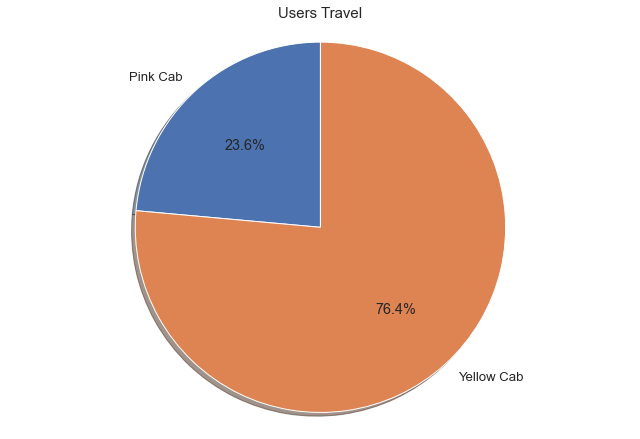 Users Travel
Pink Cab
23.6%
76.4%
Yellow Cab